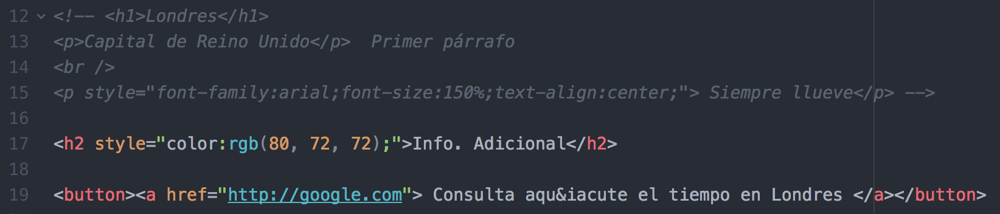 12 <!-- <h1>Londres</h1>
13 <p>Capital de Reino Unido</p>  Primer párrafo
14 <br />
15 <p style="font-family:arial;font-size:150%;text-align:center;"> Siempre llueve</p> -->
16
17 <h2 style="color:rgb(80, 72, 72);">Info. Adicional</h2>
18
19 <button><a href="http://google.com"> Consulta aqu&iacute el tiempo en Londres </a></button>